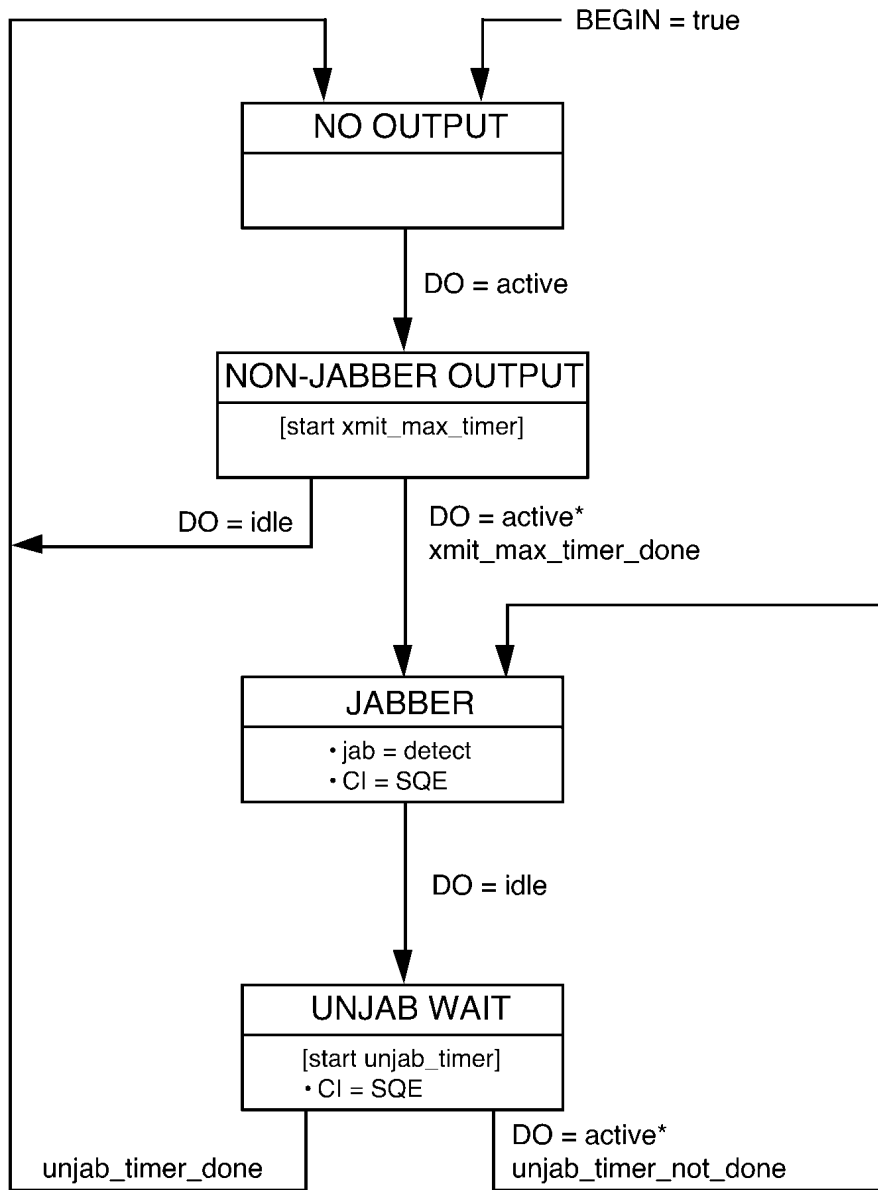 BEGIN = true
NO OUTPUT
DO = active
NON-JABBER OUTPUT
[start xmit_max_timer]
DO = idle
DO = active*
xmit_max_timer_done
JABBER
• jab = detect
• CI = SQE
DO = idle
UNJAB WAIT
[start unjab_timer]
• CI = SQE
unjab_timer_done
DO = active*
unjab_timer_not_done